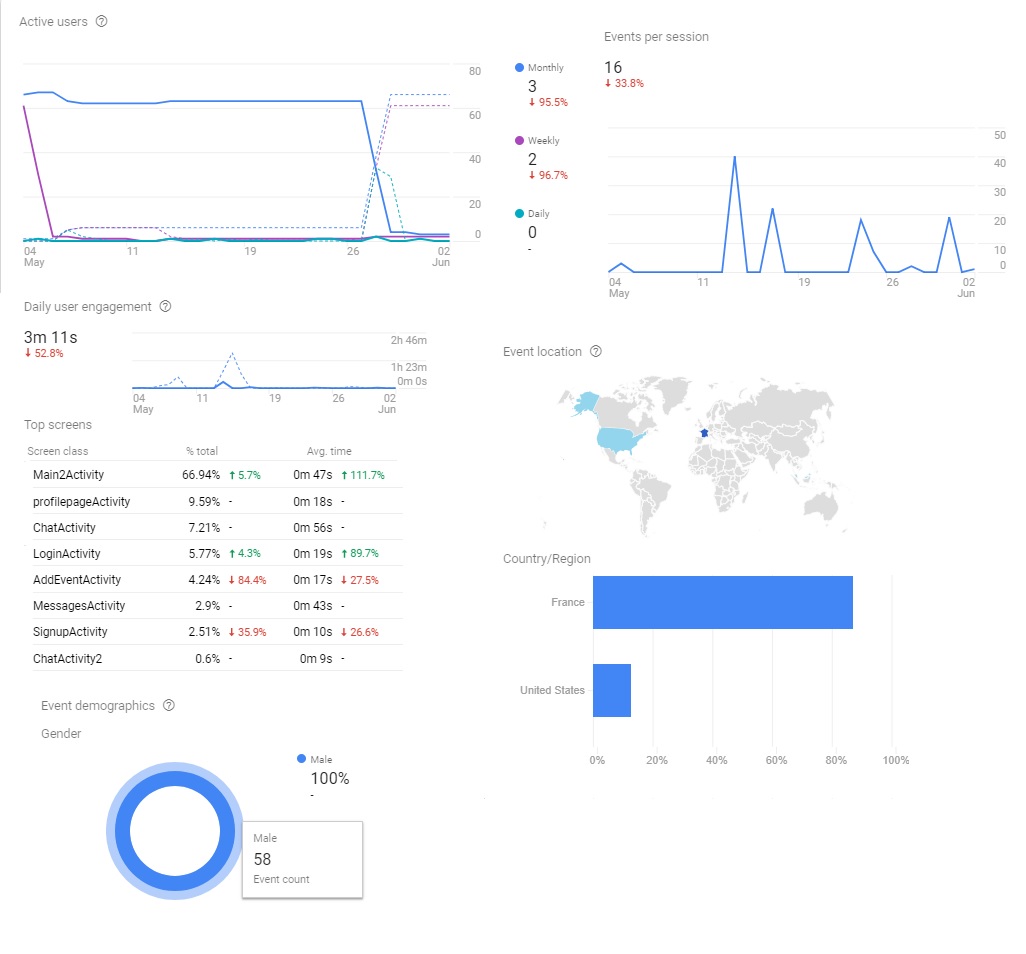 Active users ?
80
60
40
20
0
04 11 19 26 02
May Jun
Monthly
3
↓ 95.5%
Weekly
2
↓ 96.7%
Daily
0
-
Events per session
16
↓ 33.8%
50
40
30
20
10
0
04 11 19 26 02
May Jun
Daily user engagement ?
3m 11s
↓ 52.8%
2h 46m
1h 23m
0m 0s
04 11 19 26 02
May Jun
Top screens
Screen class % total Avg. time
Main2Activity 66.94% ↑ 5.7% 0m 47s ↑ 111.7%
profilepageActivity 9.59% - 0m 18s -
ChatActivity 7.21% - 0m 56s -
LoginActivity 5.77% ↑ 4.3% 0m 19s ↑ 89.7%
AddEventActivity 4.24% ↓ 84.4% 0m 17s ↓ 27.5%
MessagesActivity 2.9% - 0m 43s -
SignupActivity 2.51% ↓ 35.9% 0m 10s ↓ 26.6%
ChatActivity2 0.6% - 0m 9s -
Event location ?
Country/Region
France
United States
0% 20% 40% 60% 80% 100%
Event demographics ?
Gender
Male
100%
-
Male
58
Event count